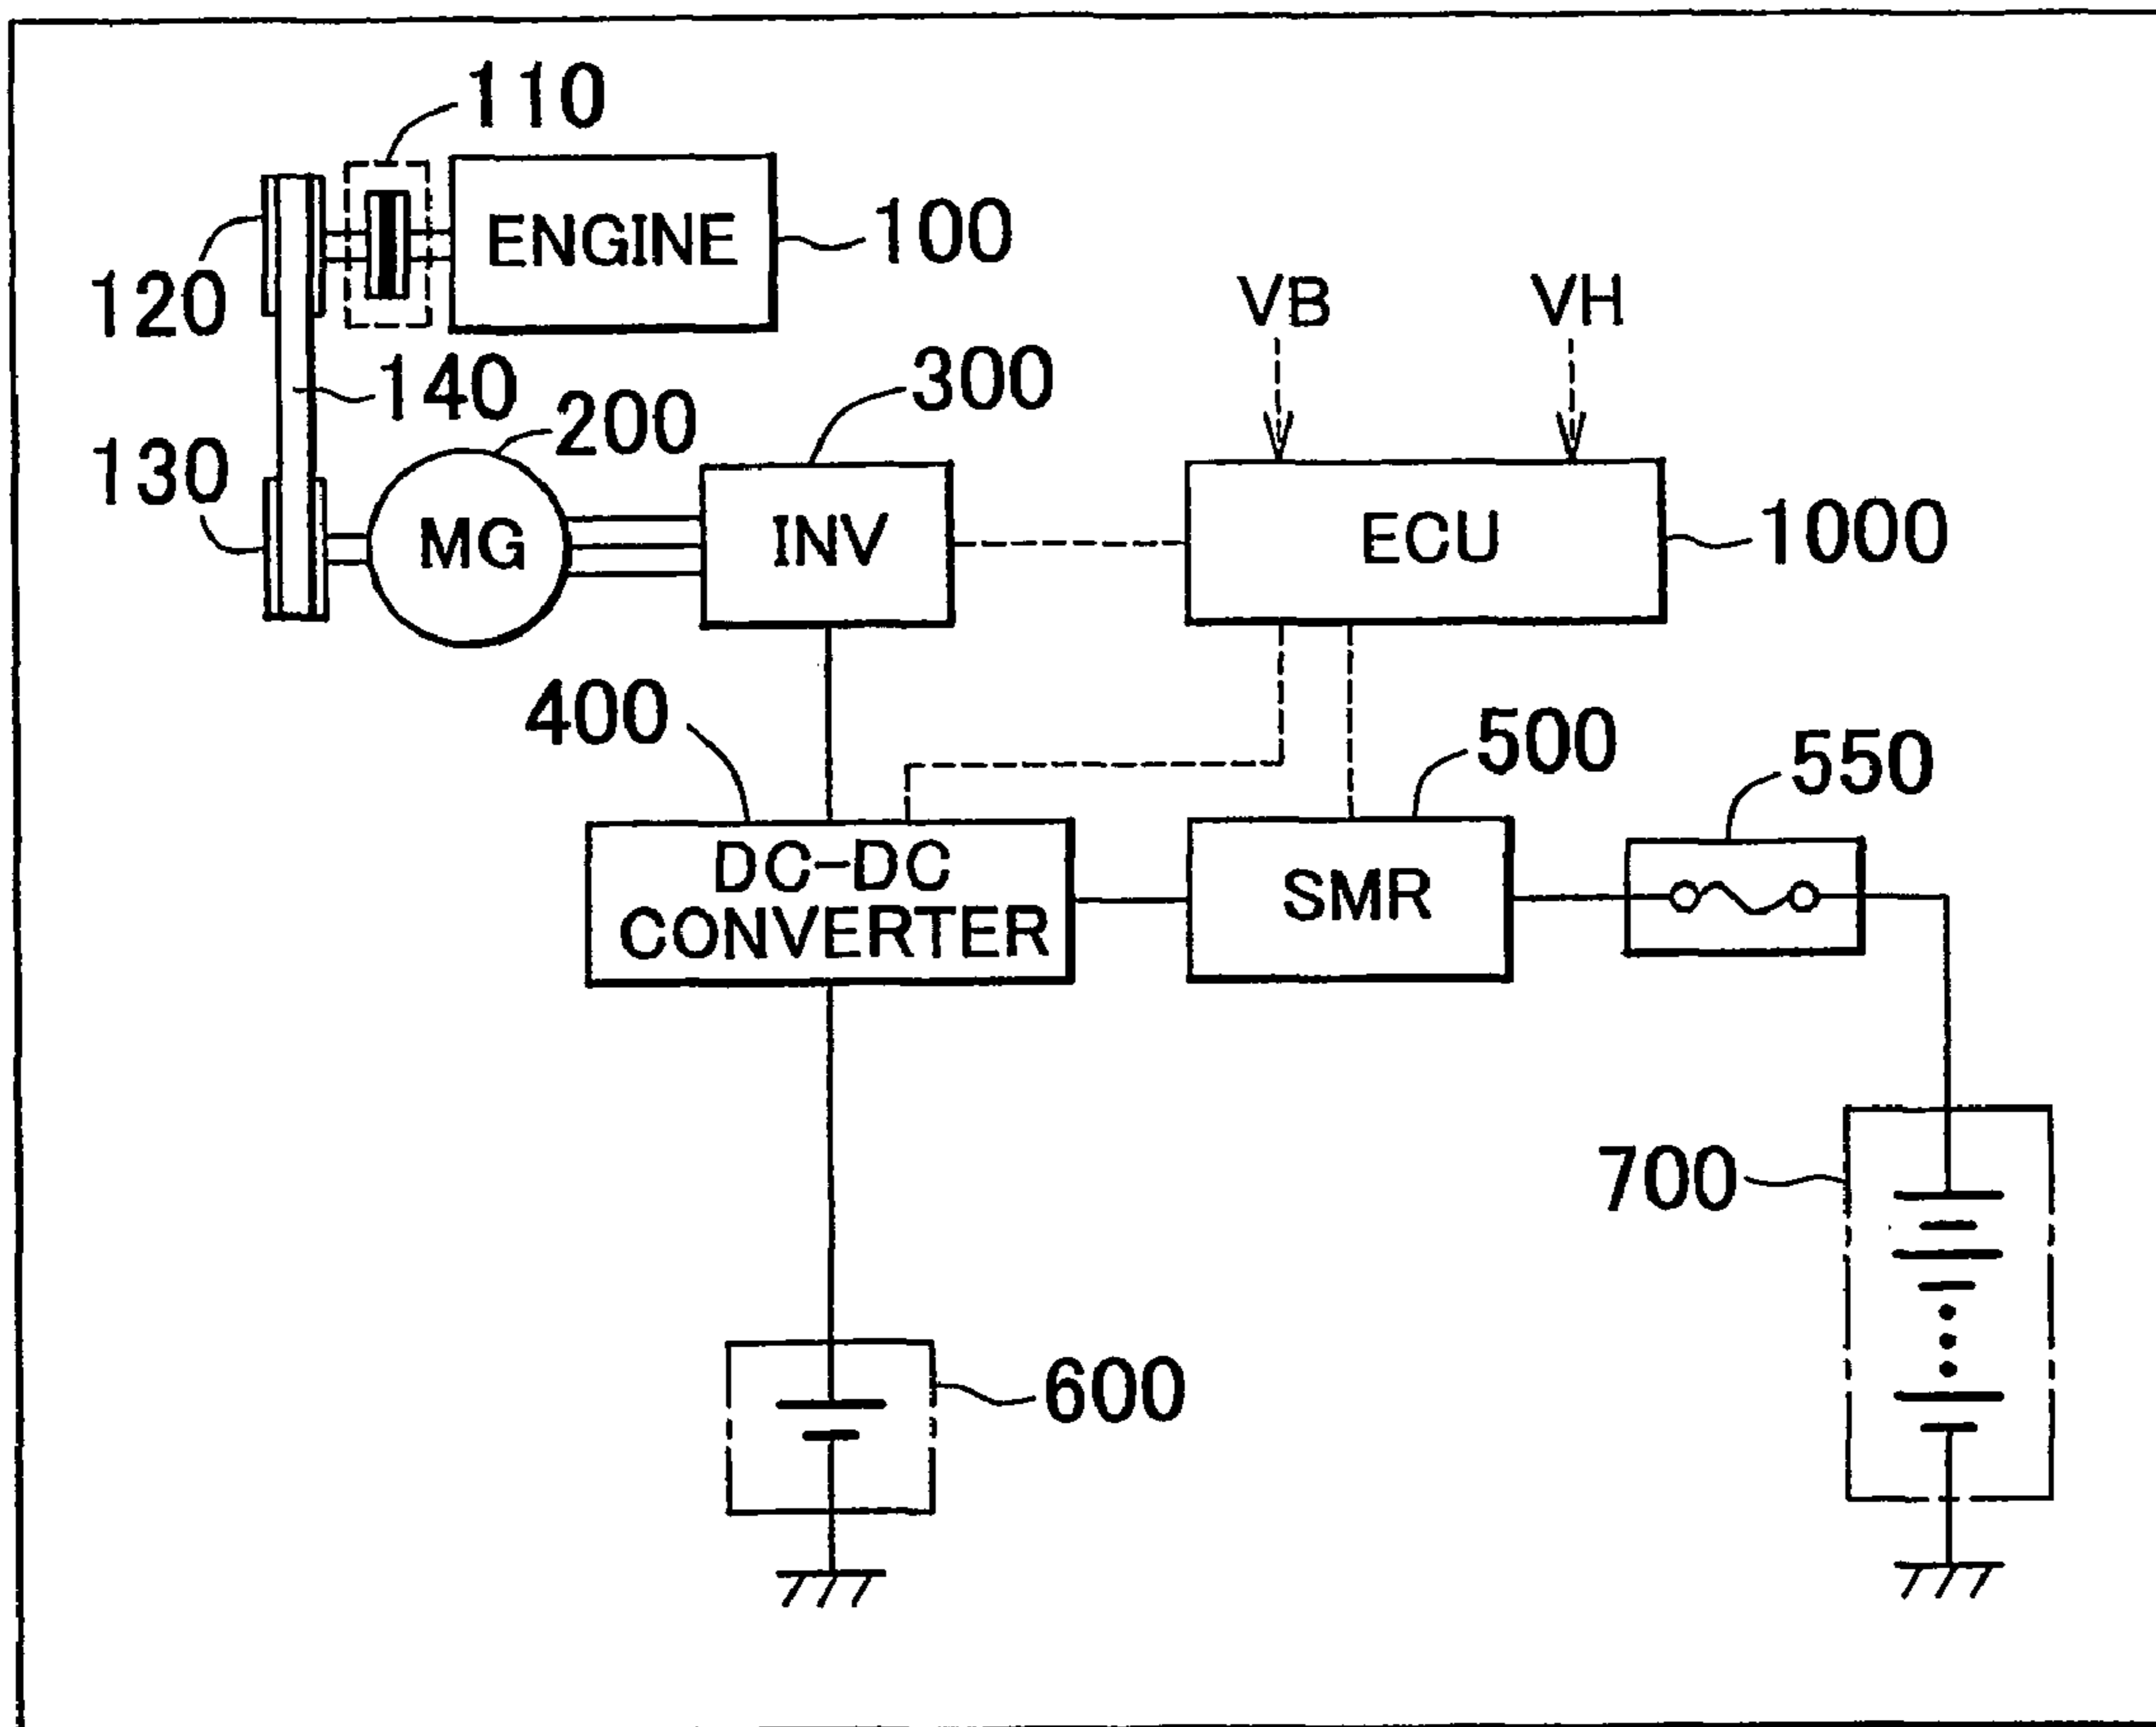 110
ENGINE
100
120
VB
VH
140
300
200
130
MG
INV
ECU
1000
400
500
550
DC-DC
CONVERTER
SMR
700
600